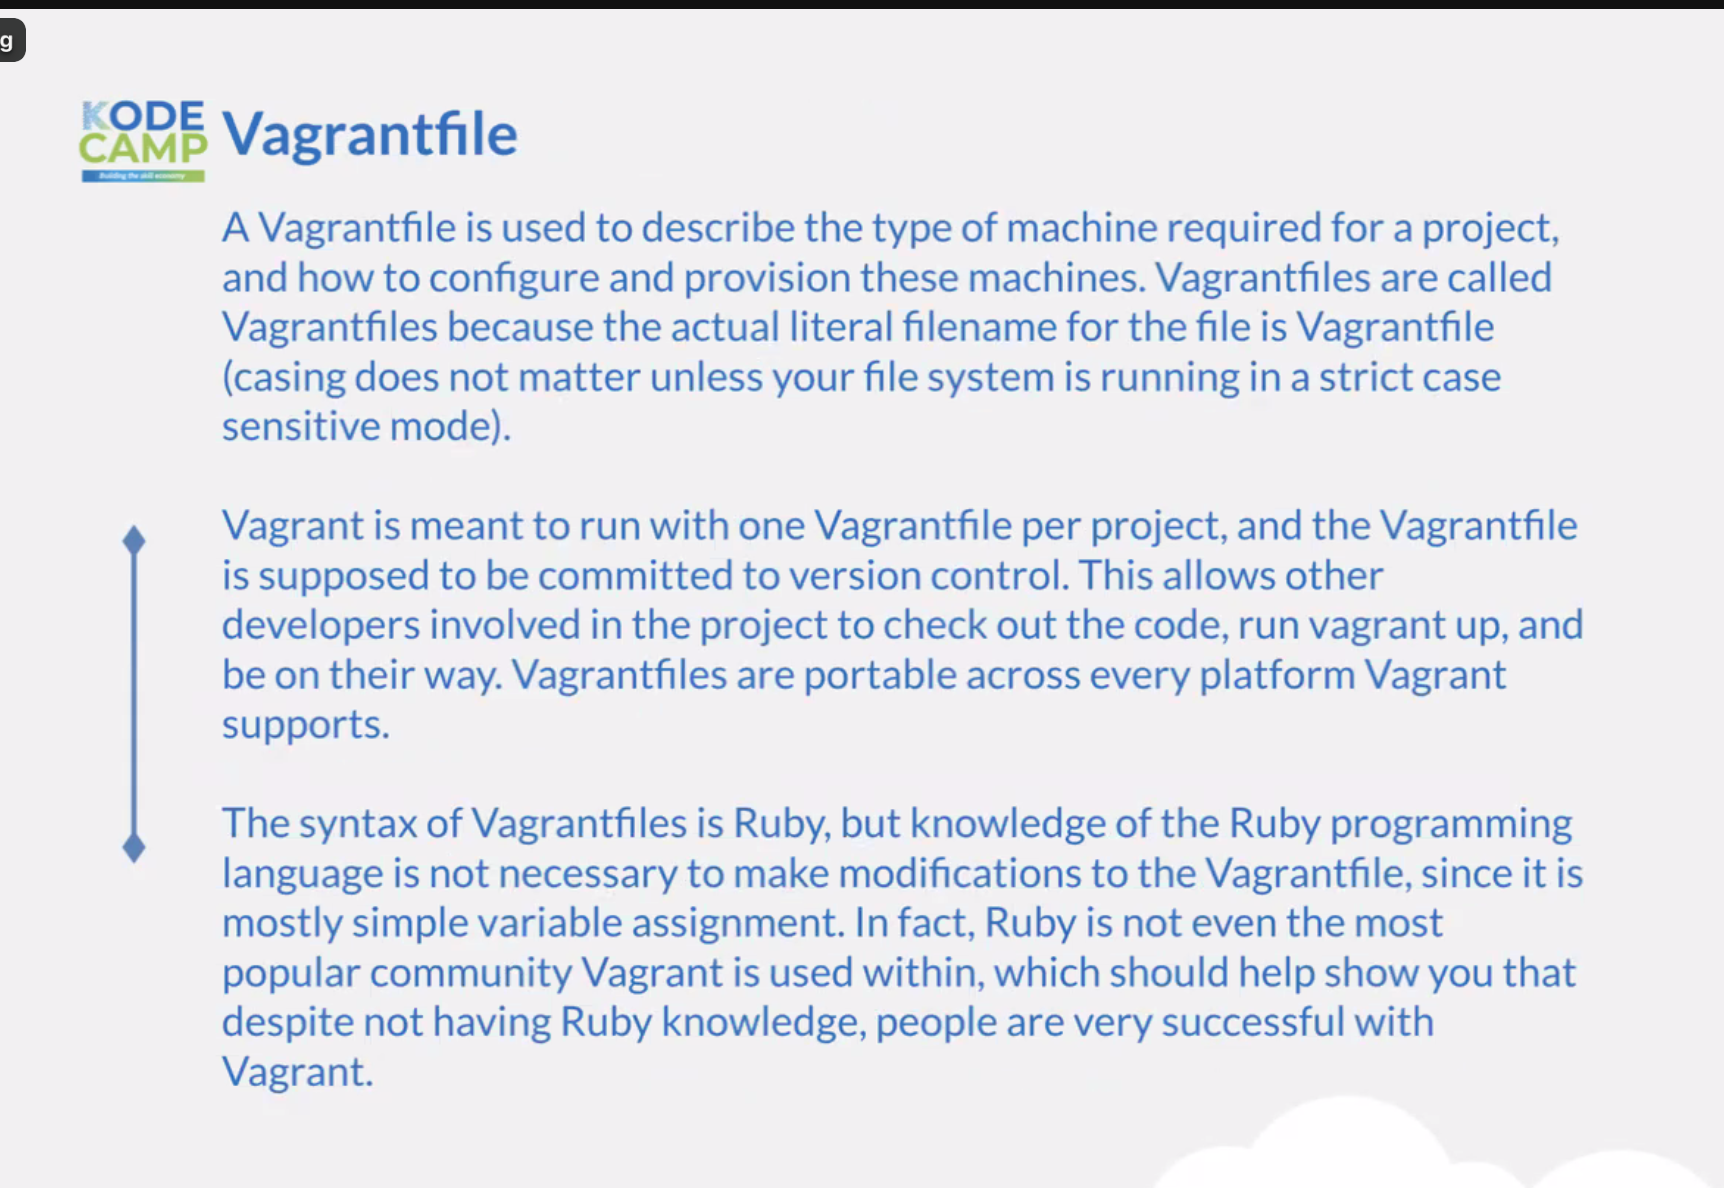 g
KODE
CAMP
Building the skill economy
Vagrantfile
A Vagrantfile is used to describe the type of machine required for a project,
and how to configure and provision these machines. Vagrantfiles are called
Vagrantfiles because the actual literal filename for the file is Vagrantfile
(casing does not matter unless your file system is running in a strict case
sensitive mode).
Vagrant is meant to run with one Vagrantfile per project, and the Vagrantfile
is supposed to be committed to version control. This allows other
developers involved in the project to check out the code, run vagrant up, and
be on their way. Vagrantfiles are portable across every platform Vagrant
supports.
The syntax of Vagrantfiles is Ruby, but knowledge of the Ruby programming
language is not necessary to make modifications to the Vagrantfile, since it is
mostly simple variable assignment. In fact, Ruby is not even the most
popular community Vagrant is used within, which should help show you that
despite not having Ruby knowledge, people are very successful with
Vagrant.